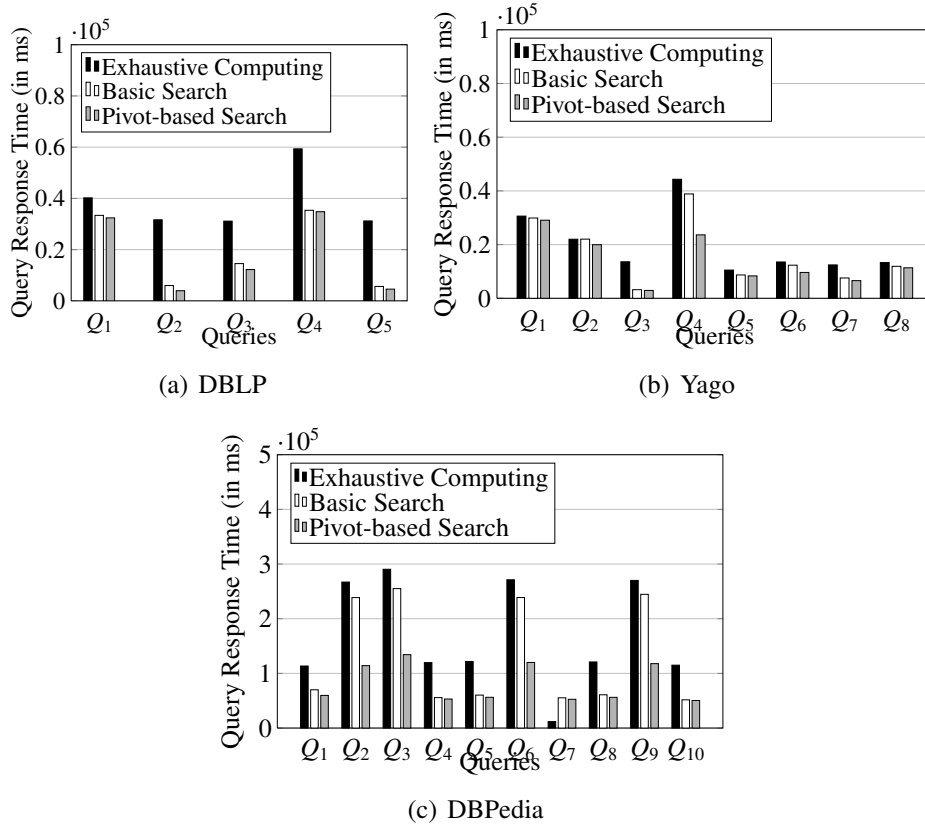 ·10^5
Query Response Time (in ms)
1
0.8
0.6
0.4
0.2
0
Exhaustive Computing
Basic Search
Pivot-based Search
Q1 Q2 Q3 Q4 Q5
Queries
(a) DBLP
·10^5
Query Response Time (in ms)
1
0.8
0.6
0.4
0.2
0
Exhaustive Computing
Basic Search
Pivot-based Search
Q1 Q2 Q3 Q4 Q5 Q6 Q7 Q8
Queries
(b) Yago
·10^5
Query Response Time (in ms)
5
4
3
2
1
0
Exhaustive Computing
Basic Search
Pivot-based Search
Q1 Q2 Q3 Q4 Q5 Q6 Q7 Q8 Q9 Q10
Queries
(c) DBPedia